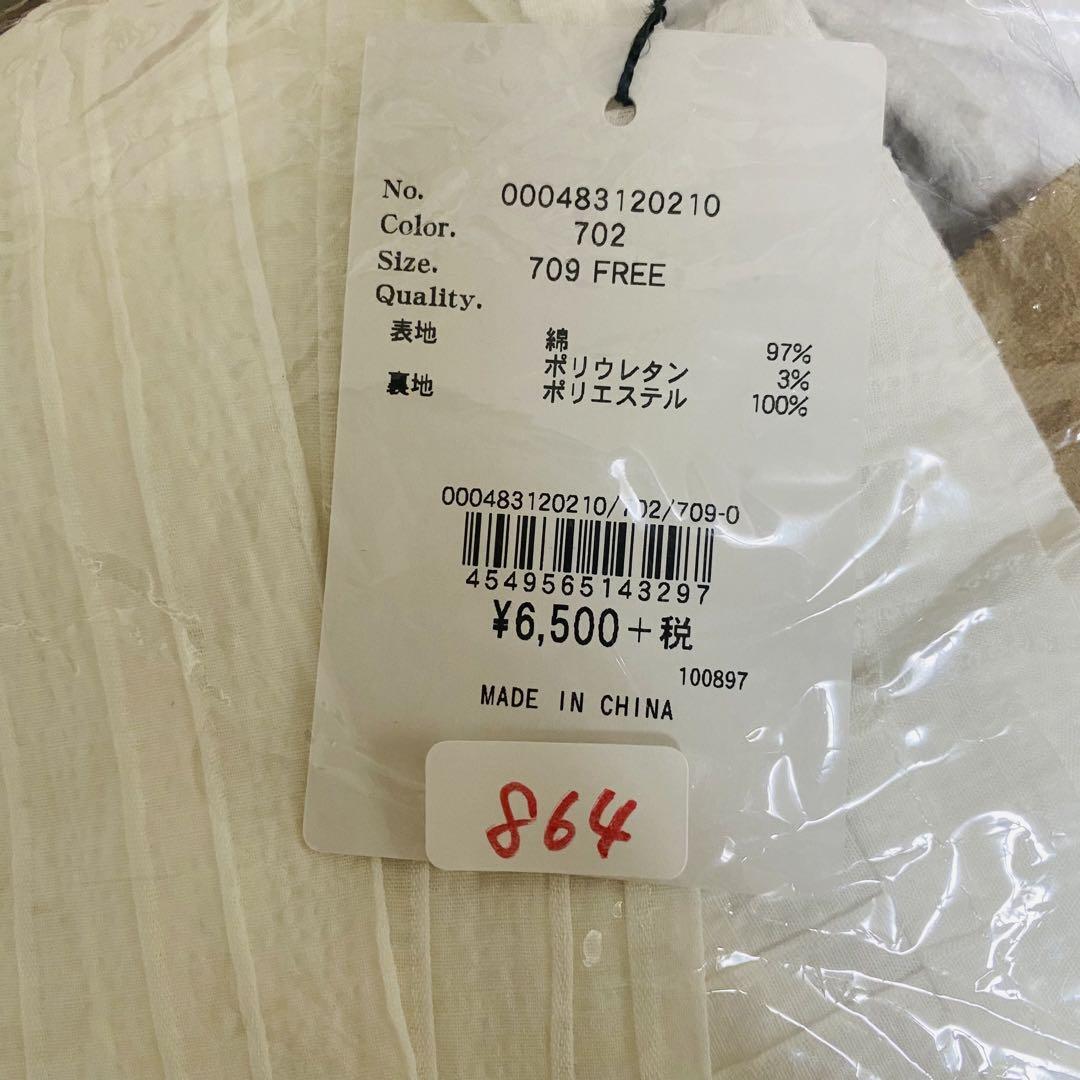 No. 000483120210
Color. 702
Size. 709 FREE
Quality.
表地 綿 97%
ポリウレタン 3%
裏地 ポリエステル 100%
000483120210/702/709-0
4549565143297
¥6,500+税
100897
MADE IN CHINA
864